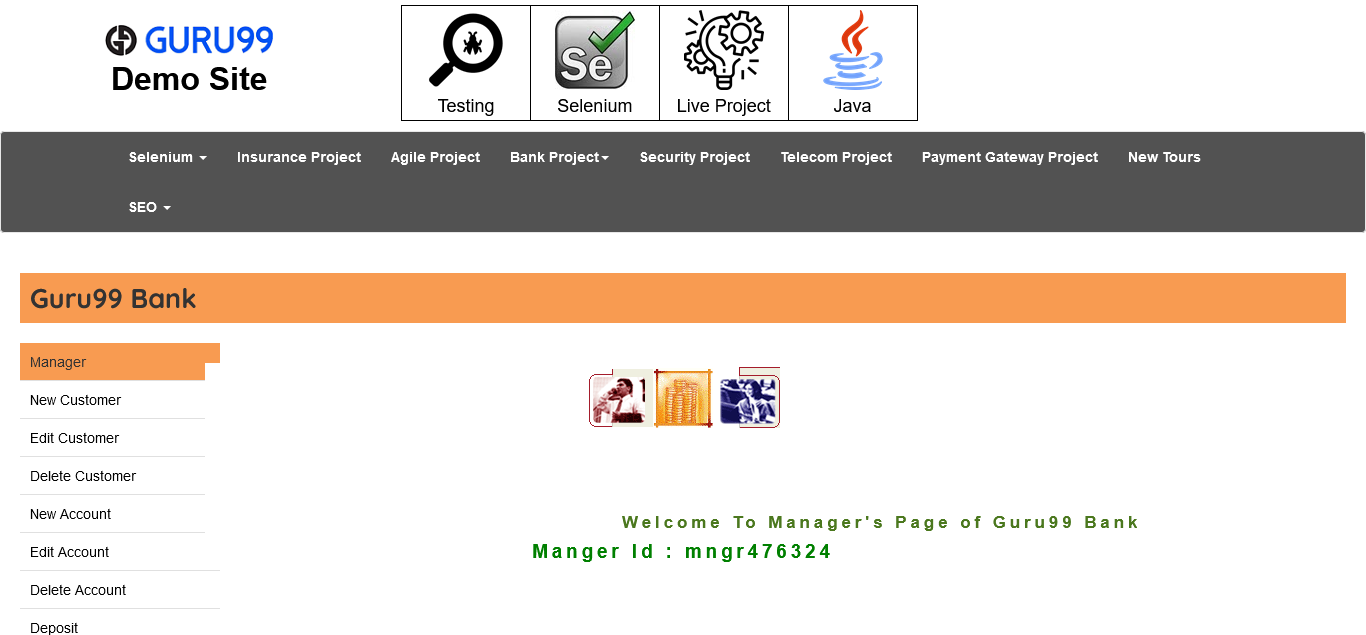 GURU99
Demo Site
Se
Testing Selenium Live Project Java
Selenium Insurance Project Agile Project Bank Project Security Project Telecom Project Payment Gateway Project New Tours
SEO
Guru99 Bank
Manager
New Customer
Edit Customer
Delete Customer
New Account
Edit Account
Delete Account
Deposit
Welcome To Manager's Page of Guru99 Bank
Manger Id : mngr476324